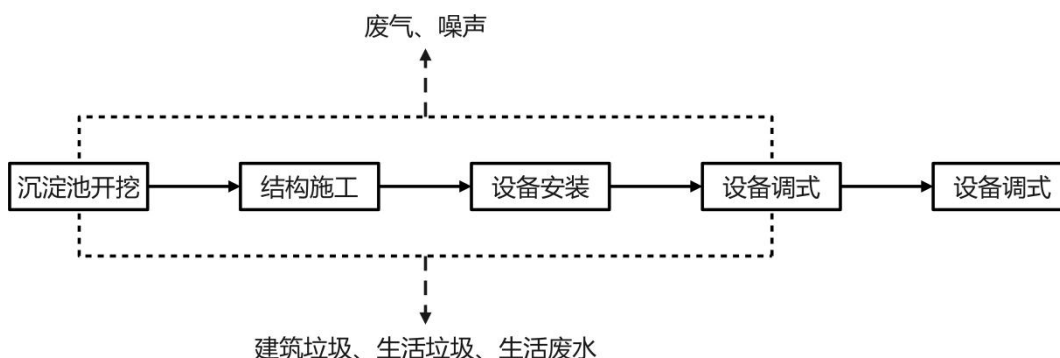 废气、噪声
沉淀池开挖
结构施工
设备安装
设备调式
设备调式
建筑垃圾、生活垃圾、生活废水